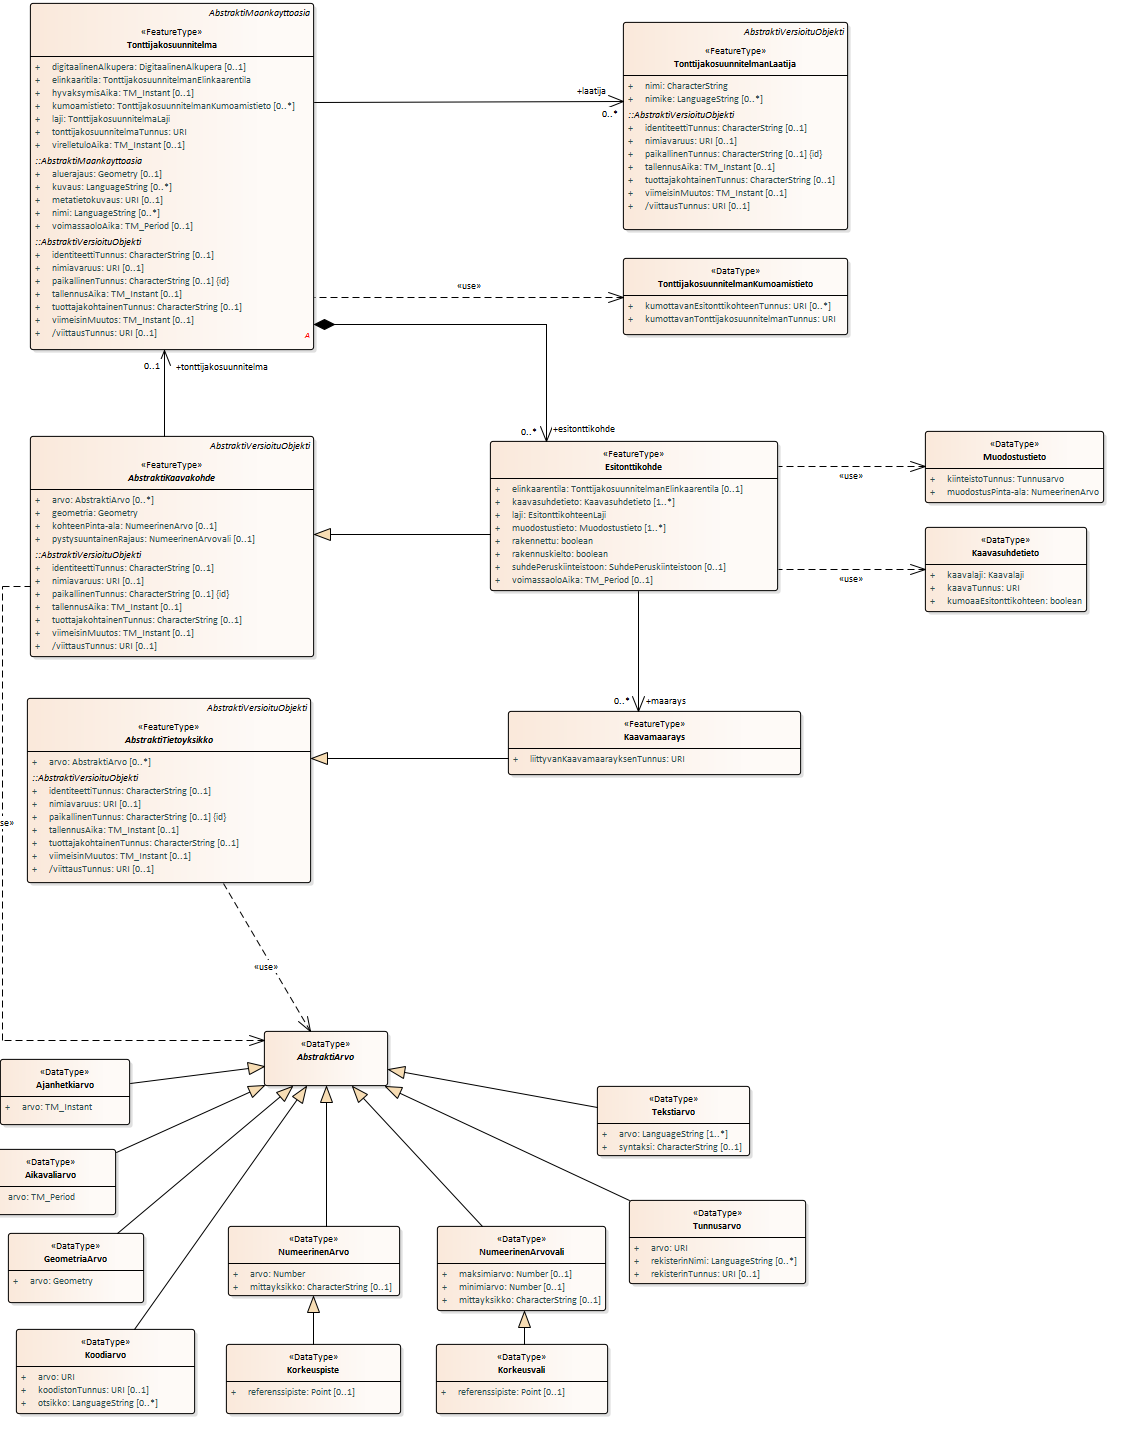 AbstraktiMaankayttoasia
«FeatureType»
Tonttijakosuunnitelma
+ digitaalinenAlkupera: DigitaalinenAlkupera [0..1]
+ elinkaaritila: TonttijakosuunnitelmanElinkaarentila
+ hyvaksymisAika: TM_Instant [0..1]
+ kumoamistieto: TonttijakosuunnitelmanKumoamistieto [0..*]
+ laji: TonttijakosuunnitelmaLaji
+ tonttijakosuunnitelmaTunnus: URI
+ virelletuloAika: TM_Instant [0..1]
::AbstraktiMaankayttoasia
+ aluerajaus: Geometry [0..1]
+ kuvaus: LanguageString [0..*]
+ metatietokuvaus: URI [0..1]
+ nimi: LanguageString [0..*]
+ voimassaoloAika: TM_Period [0..1]
::AbstraktiVersioituObjekti
+ identiteettiTunnus: CharacterString [0..1]
+ nimiavaruus: URI [0..1]
+ paikallinenTunnus: CharacterString [0..1] {id}
+ tallennusAika: TM_Instant [0..1]
+ tuottajakohtainenTunnus: CharacterString [0..1]
+ viimeisinMuutos: TM_Instant [0..1]
+ /viittausTunnus: URI [0..1]
A
+laatija
0..*
AbstraktiVersioituObjekti
«FeatureType»
TonttijakosuunnitelmanLaatija
+ nimi: CharacterString
+ nimike: LanguageString [0..*]
::AbstraktiVersioituObjekti
+ identiteettiTunnus: CharacterString [0..1]
+ nimiavaruus: URI [0..1]
+ paikallinenTunnus: CharacterString [0..1] {id}
+ tallennusAika: TM_Instant [0..1]
+ tuottajakohtainenTunnus: CharacterString [0..1]
+ viimeisinMuutos: TM_Instant [0..1]
+ /viittausTunnus: URI [0..1]
«use»
«DataType»
TonttijakosuunnitelmanKumoamistieto
+ kumottavanEsitonttikohteenTunnus: URI [0..*]
+ kumottavanTonttijakosuunnitelmanTunnus: URI
0..1 +tonttijakosuunnitelma
0..* +esitonttikohde
AbstraktiVersioituObjekti
«FeatureType»
AbstraktiKaavakohde
+ arvo: AbstraktiArvo [0..*]
+ geometria: Geometry
+ kohteenPinta-ala: NumeerinenArvo [0..1]
+ pystysuuntainenRajaus: NumeerinenArvovali [0..1]
::AbstraktiVersioituObjekti
+ identiteettiTunnus: CharacterString [0..1]
+ nimiavaruus: URI [0..1]
+ paikallinenTunnus: CharacterString [0..1] {id}
+ tallennusAika: TM_Instant [0..1]
+ tuottajakohtainenTunnus: CharacterString [0..1]
+ viimeisinMuutos: TM_Instant [0..1]
+ /viittausTunnus: URI [0..1]
«FeatureType»
Esitonttikohde
+ elinkaarentila: TonttijakosuunnitelmanElinkaarentila [0..1]
+ kaavasuhdetieto: Kaavasuhdetieto [1..*]
+ laji: EsitonttikohteenLaji
+ muodostustieto: Muodostustieto [1..*]
+ rakennettu: boolean
+ rakennuskielto: boolean
+ suhdePeruskiinteistoon: SuhdePeruskiinteistoon [0..1]
+ voimassaoloAika: TM_Period [0..1]
«use»
«DataType»
Muodostustieto
+ kiinteistoTunnus: Tunnusarvo
+ muodostusPinta-ala: NumeerinenArvo
«use»
«DataType»
Kaavasuhdetieto
+ kaavalaji: Kaavalaji
+ kaavaTunnus: URI
+ kumoaaEsitonttikohteen: boolean
0..* +maarays
«FeatureType»
Kaavamaarays
+ liittyvanKaavamaarayksenTunnus: URI
AbstraktiVersioituObjekti
«FeatureType»
AbstraktiTietoyksikko
+ arvo: AbstraktiArvo [0..*]
::AbstraktiVersioituObjekti
+ identiteettiTunnus: CharacterString [0..1]
+ nimiavaruus: URI [0..1]
+ paikallinenTunnus: CharacterString [0..1] {id}
+ tallennusAika: TM_Instant [0..1]
+ tuottajakohtainenTunnus: CharacterString [0..1]
+ viimeisinMuutos: TM_Instant [0..1]
+ /viittausTunnus: URI [0..1]
se»
«use»
«DataType»
AbstraktiArvo
«DataType»
Ajanhetkiarvo
+ arvo: TM_Instant
«DataType»
Aikavaliarvo
arvo: TM_Period
«DataType»
GeometriaArvo
+ arvo: Geometry
«DataType»
Koodiarvo
+ arvo: URI
+ koodistonTunnus: URI [0..1]
+ otsikko: LanguageString [0..*]
«DataType»
NumeerinenArvo
+ arvo: Number
+ mittayksikko: CharacterString [0..1]
«DataType»
Korkeuspiste
+ referenssipiste: Point [0..1]
«DataType»
NumeerinenArvovali
+ maksimiarvo: Number [0..1]
+ minimiarvo: Number [0..1]
+ mittayksikko: CharacterString [0..1]
«DataType»
Korkeusvali
+ referenssipiste: Point [0..1]
«DataType»
Tekstiarvo
+ arvo: LanguageString [1..*]
+ syntaksi: CharacterString [0..1]
«DataType»
Tunnusarvo
+ arvo: URI
+ rekisterinNimi: LanguageString [0..*]
+ rekisterinTunnus: URI [0..1]